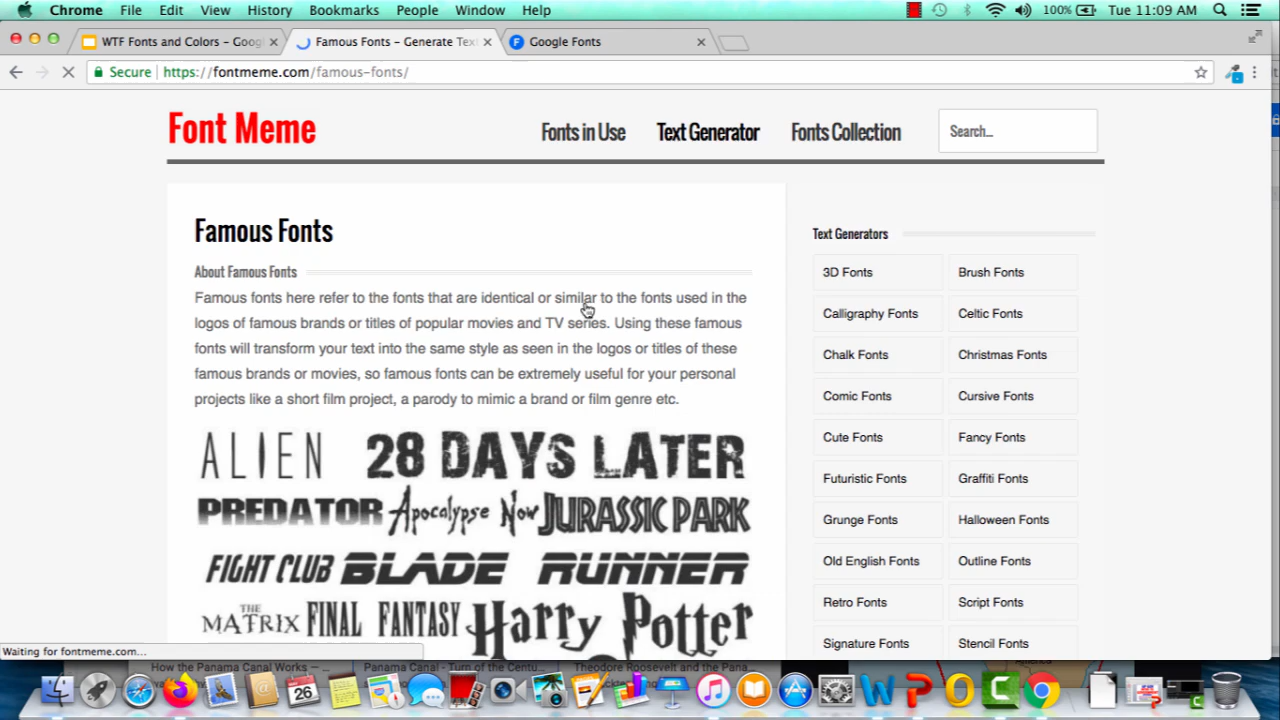 Chrome File Edit View History Bookmarks People Window Help 100% Tue 11:09 AM
WTF Fonts and Colors – Goog
Famous Fonts – Generate Tex
Google Fonts
Secure https://fontmeme.com/famous-fonts/
Font Meme
Fonts in Use Text Generator Fonts Collection Search...
Famous Fonts
About Famous Fonts
Famous fonts here refer to the fonts that are identical or similar to the fonts used in the
logos of famous brands or titles of popular movies and TV series. Using these famous
fonts will transform your text into the same style as seen in the logos or titles of these
famous brands or movies, so famous fonts can be extremely useful for your personal
projects like a short film project, a parody to mimic a brand or film genre etc.
ALIEN 28 DAYS LATER
PREDATOR Apocalypse Now JURASSIC PARK
FIGHT CLUB BLADE RUNNER
THE MATRIX FINAL FANTASY Harry Potter
Text Generators
3D Fonts Brush Fonts
Calligraphy Fonts Celtic Fonts
Chalk Fonts Christmas Fonts
Comic Fonts Cursive Fonts
Cute Fonts Fancy Fonts
Futuristic Fonts Graffiti Fonts
Grunge Fonts Halloween Fonts
Old English Fonts Outline Fonts
Retro Fonts Script Fonts
Signature Fonts Stencil Fonts
Waiting for fontmeme.com...
How the Panama Canal Works – Panama Canal - Turn of the Centu... Theodore Roosevelt and the Pana
26